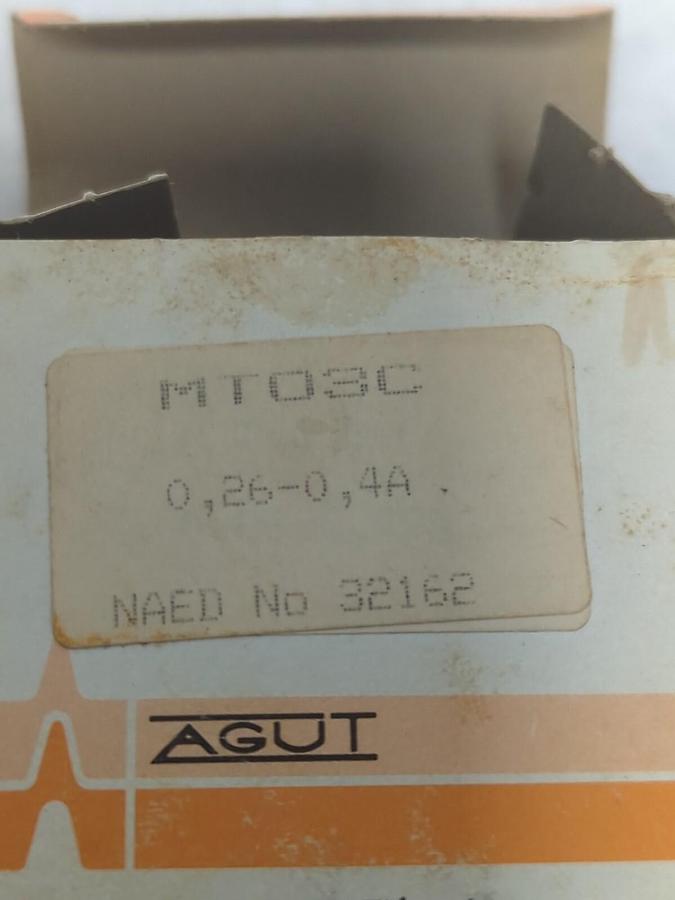 MT03C
0,26-0,4A.
NAED No 32162
AGUT